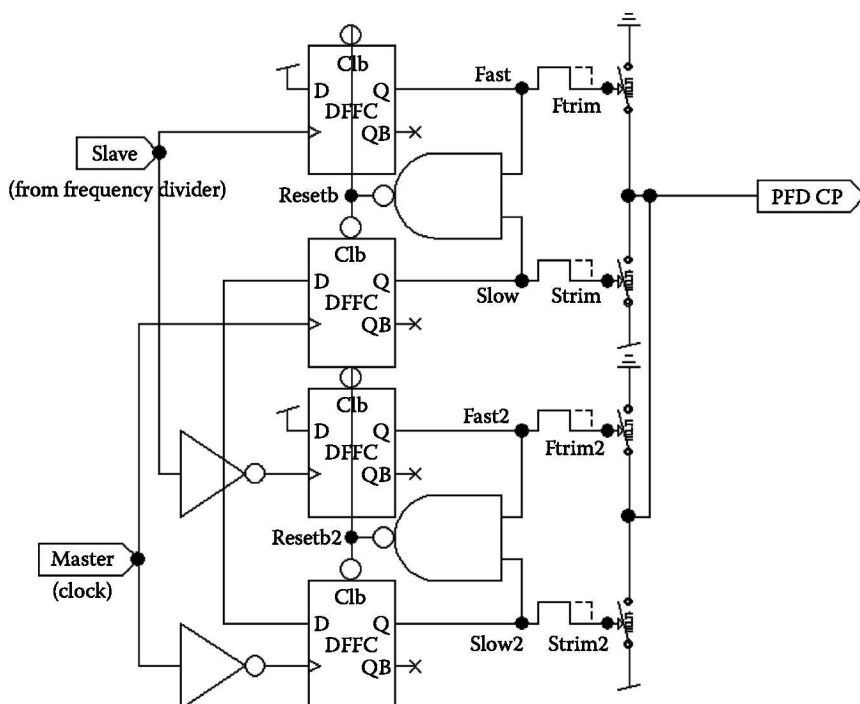 Clb
D
Q
DFFC
QB
Fast
Ftrim
Slave
(from frequency divider)
Resetb
PFD CP
Clb
D
Q
DFFC
QB
Slow
Strim
Clb
D
Q
DFFC
QB
Fast2
Ftrim2
Resetb2
Master
(clock)
Clb
D
Q
DFFC
QB
Slow2
Strim2